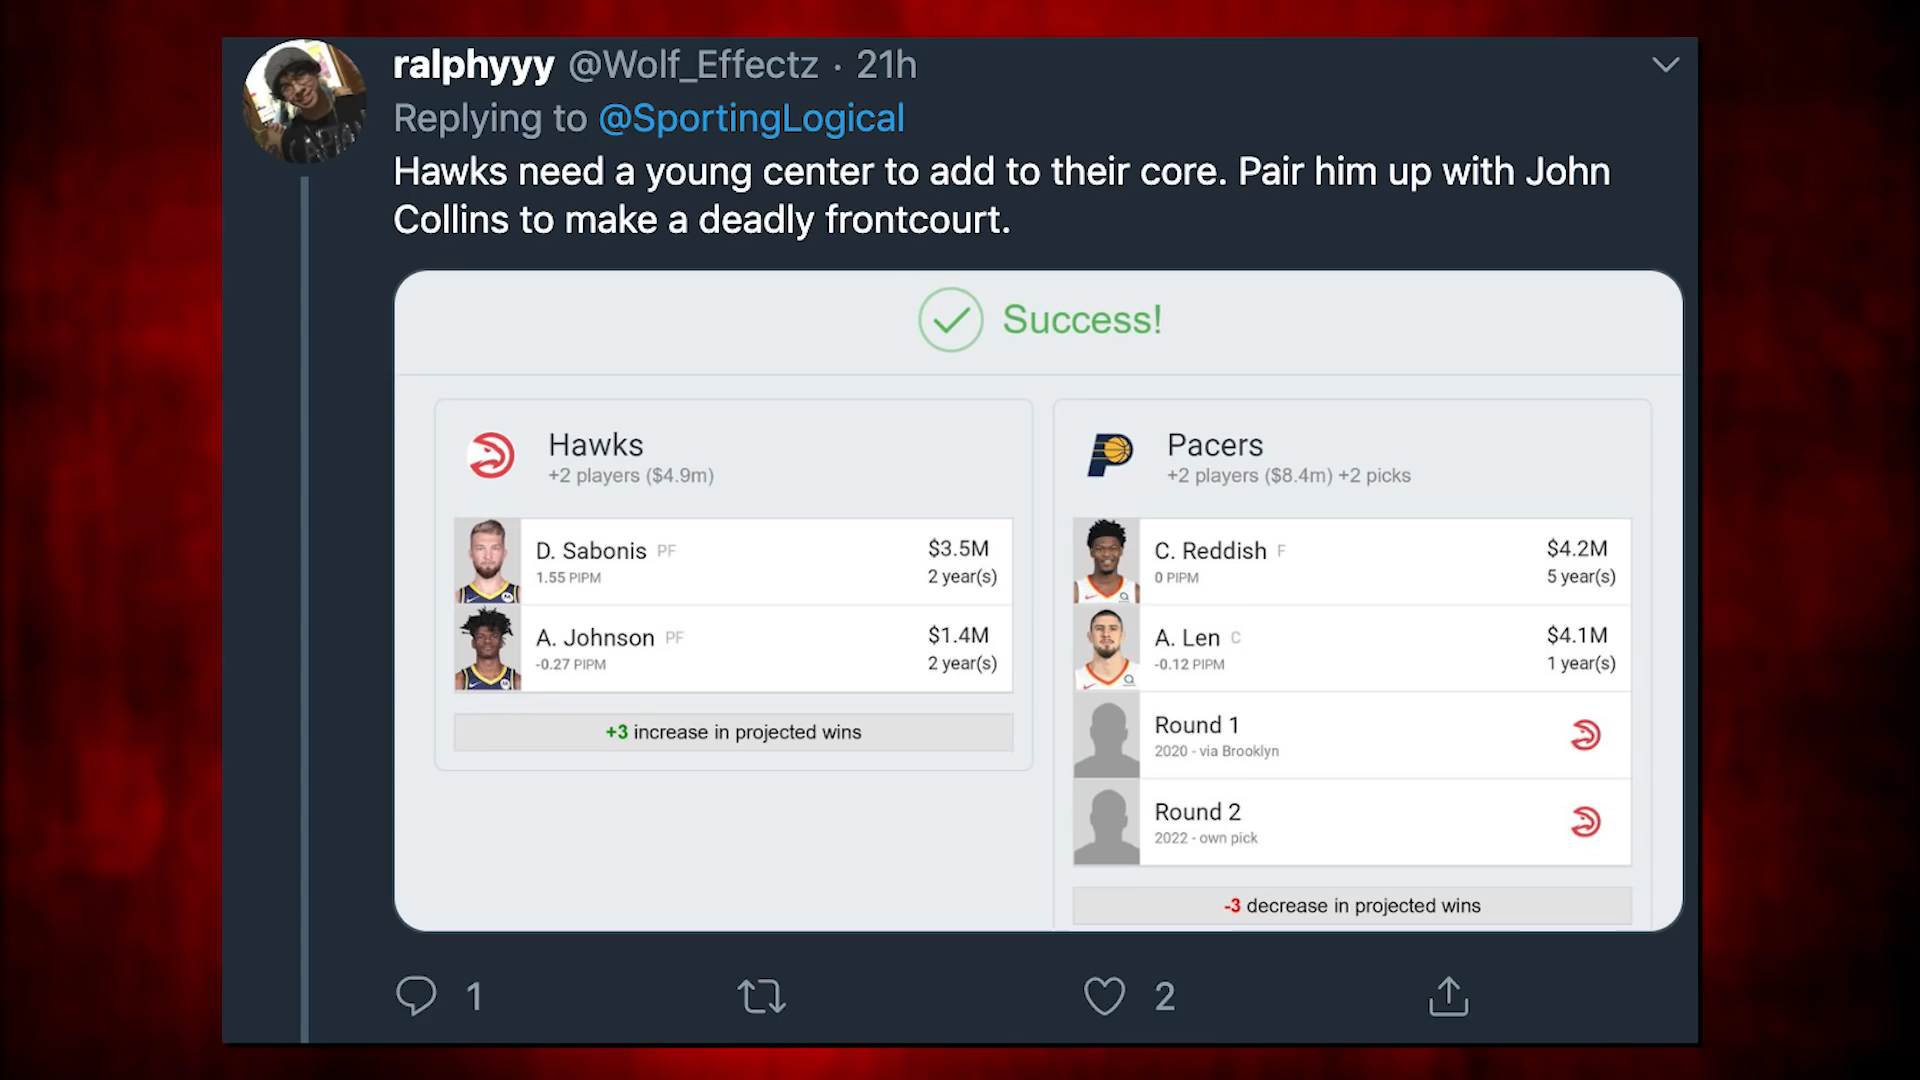 ralphyyy @Wolf_Effectz · 21h
Replying to @SportingLogical
Hawks need a young center to add to their core. Pair him up with John
Collins to make a deadly frontcourt.
Success!
Hawks
+2 players ($4.9m)
D. Sabonis PF
$3.5M
1.55 PIPM
2 year(s)
A. Johnson PF
$1.4M
-0.27 PIPM
2 year(s)
+3 increase in projected wins
Pacers
+2 players ($8.4m) +2 picks
C. Reddish F
$4.2M
0 PIPM
5 year(s)
A. Len C
$4.1M
-0.12 PIPM
1 year(s)
Round 1
2020 - via Brooklyn
Round 2
2022 - own pick
-3 decrease in projected wins
1
2